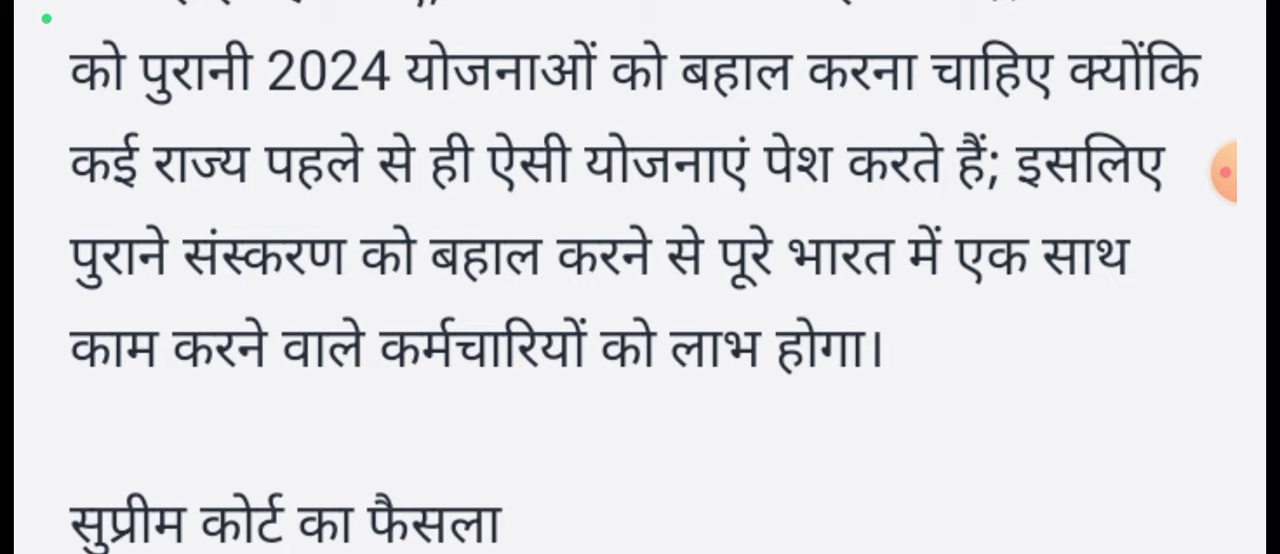 को पुरानी 2024 योजनाओं को बहाल करना चाहिए क्योंकि
कई राज्य पहले से ही ऐसी योजनाएं पेश करते हैं; इसलिए
पुराने संस्करण को बहाल करने से पूरे भारत में एक साथ
काम करने वाले कर्मचारियों को लाभ होगा।
सुप्रीम कोर्ट का फैसला